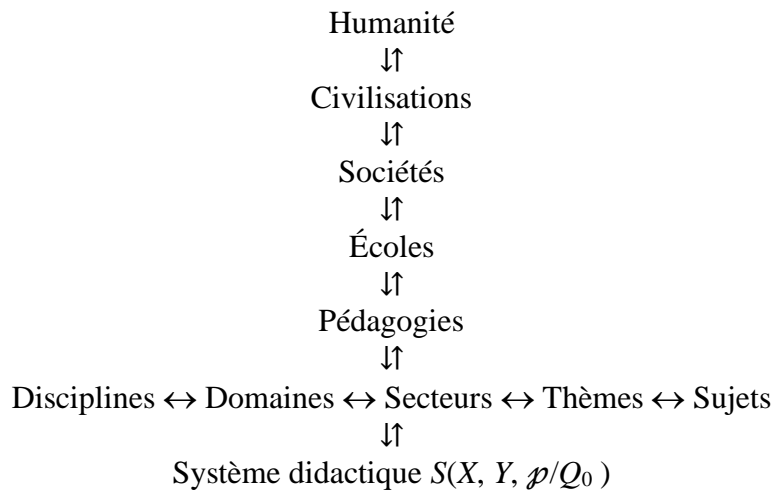 Humanité
⇃↾
Civilisations
⇃↾
Sociétés
⇃↾
Écoles
⇃↾
Pédagogies
⇃↾
Disciplines ↔ Domaines ↔ Secteurs ↔ Thèmes ↔ Sujets
⇃↾
Système didactique S(X, Y, ℘/Q₀ )